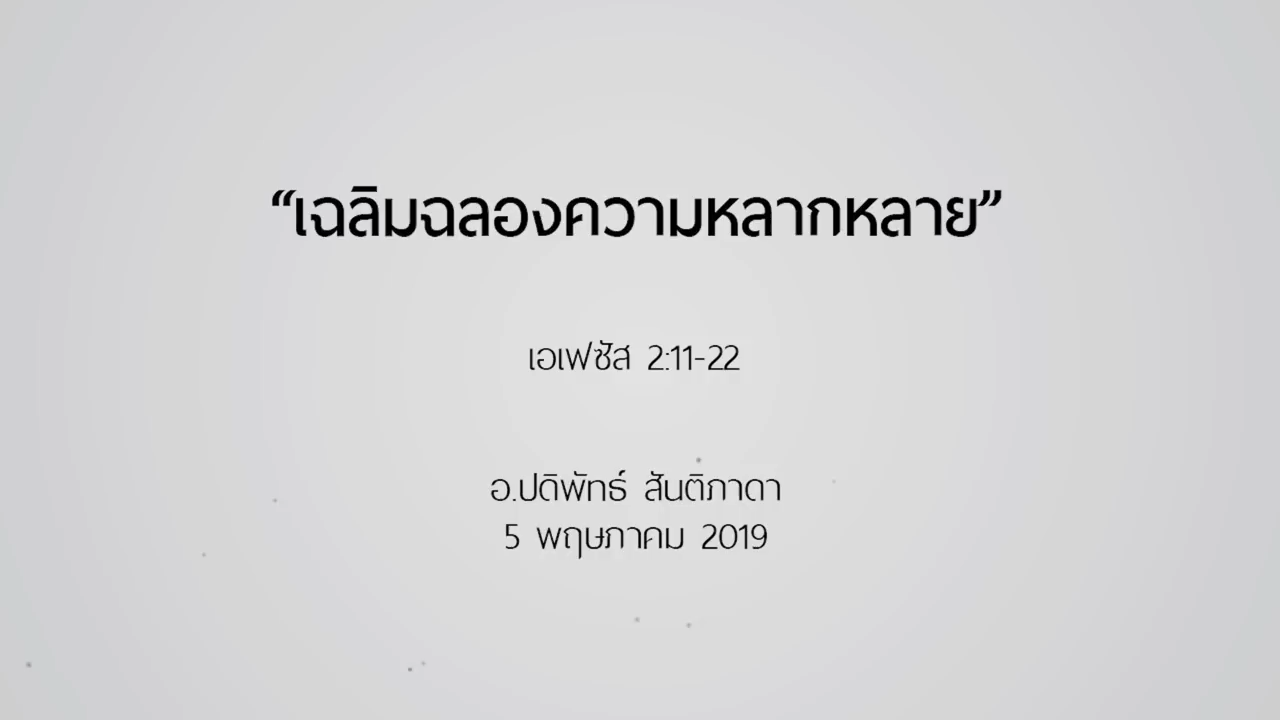 “เฉลิมฉลองความหลากหลาย”
เอเฟซัส 2:11-22
อ.ปดิพัทธ์ สันติภาดา
5 พฤษภาคม 2019